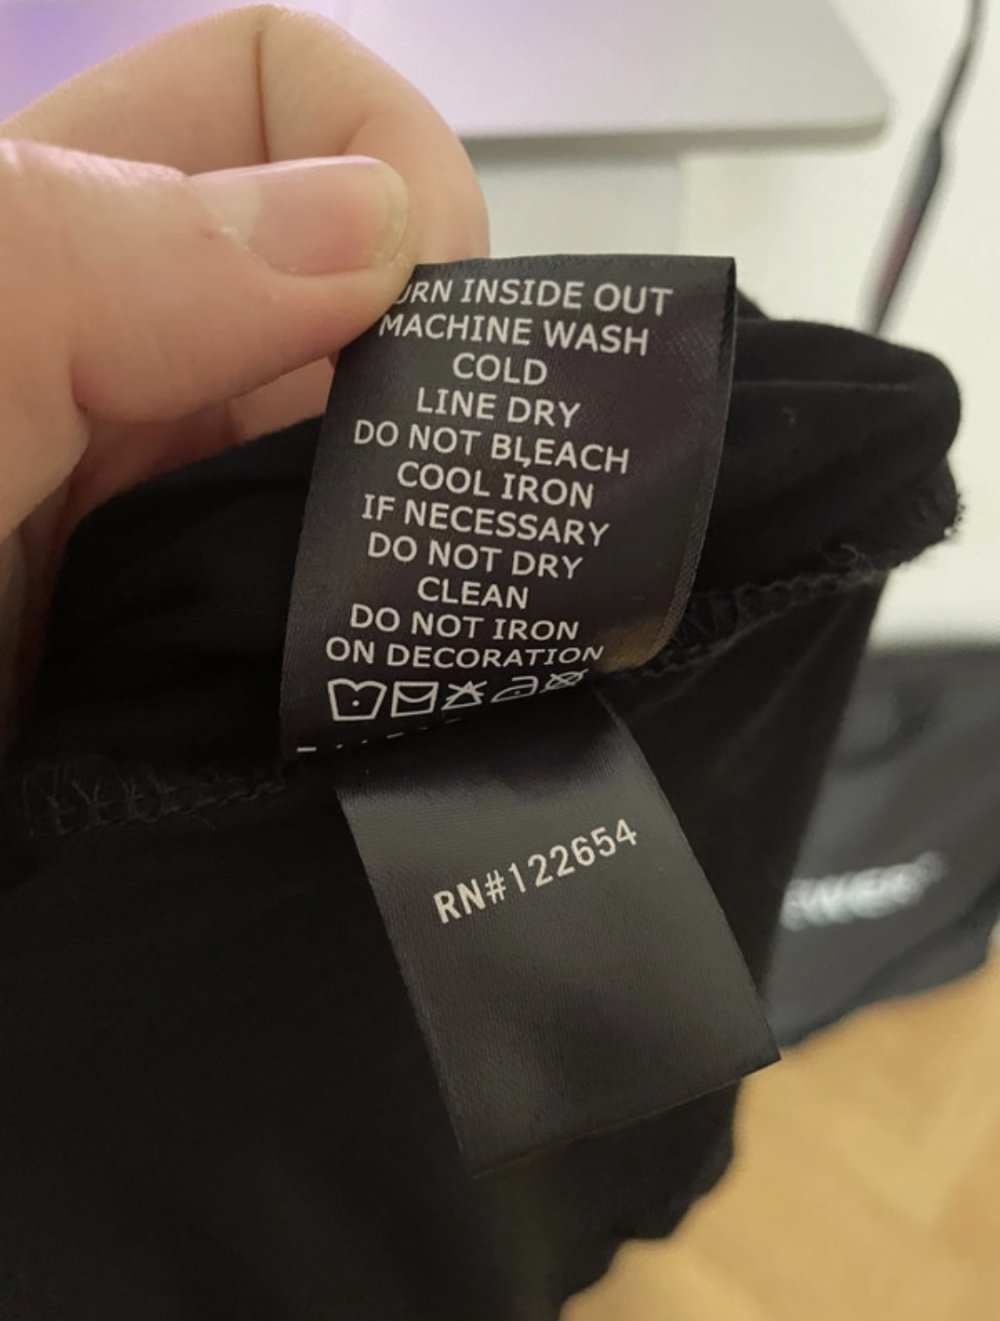 URN INSIDE OUT
MACHINE WASH
COLD
LINE DRY
DO NOT BLEACH
COOL IRON
IF NECESSARY
DO NOT DRY
CLEAN
DO NOT IRON
ON DECORATION
RN#122654